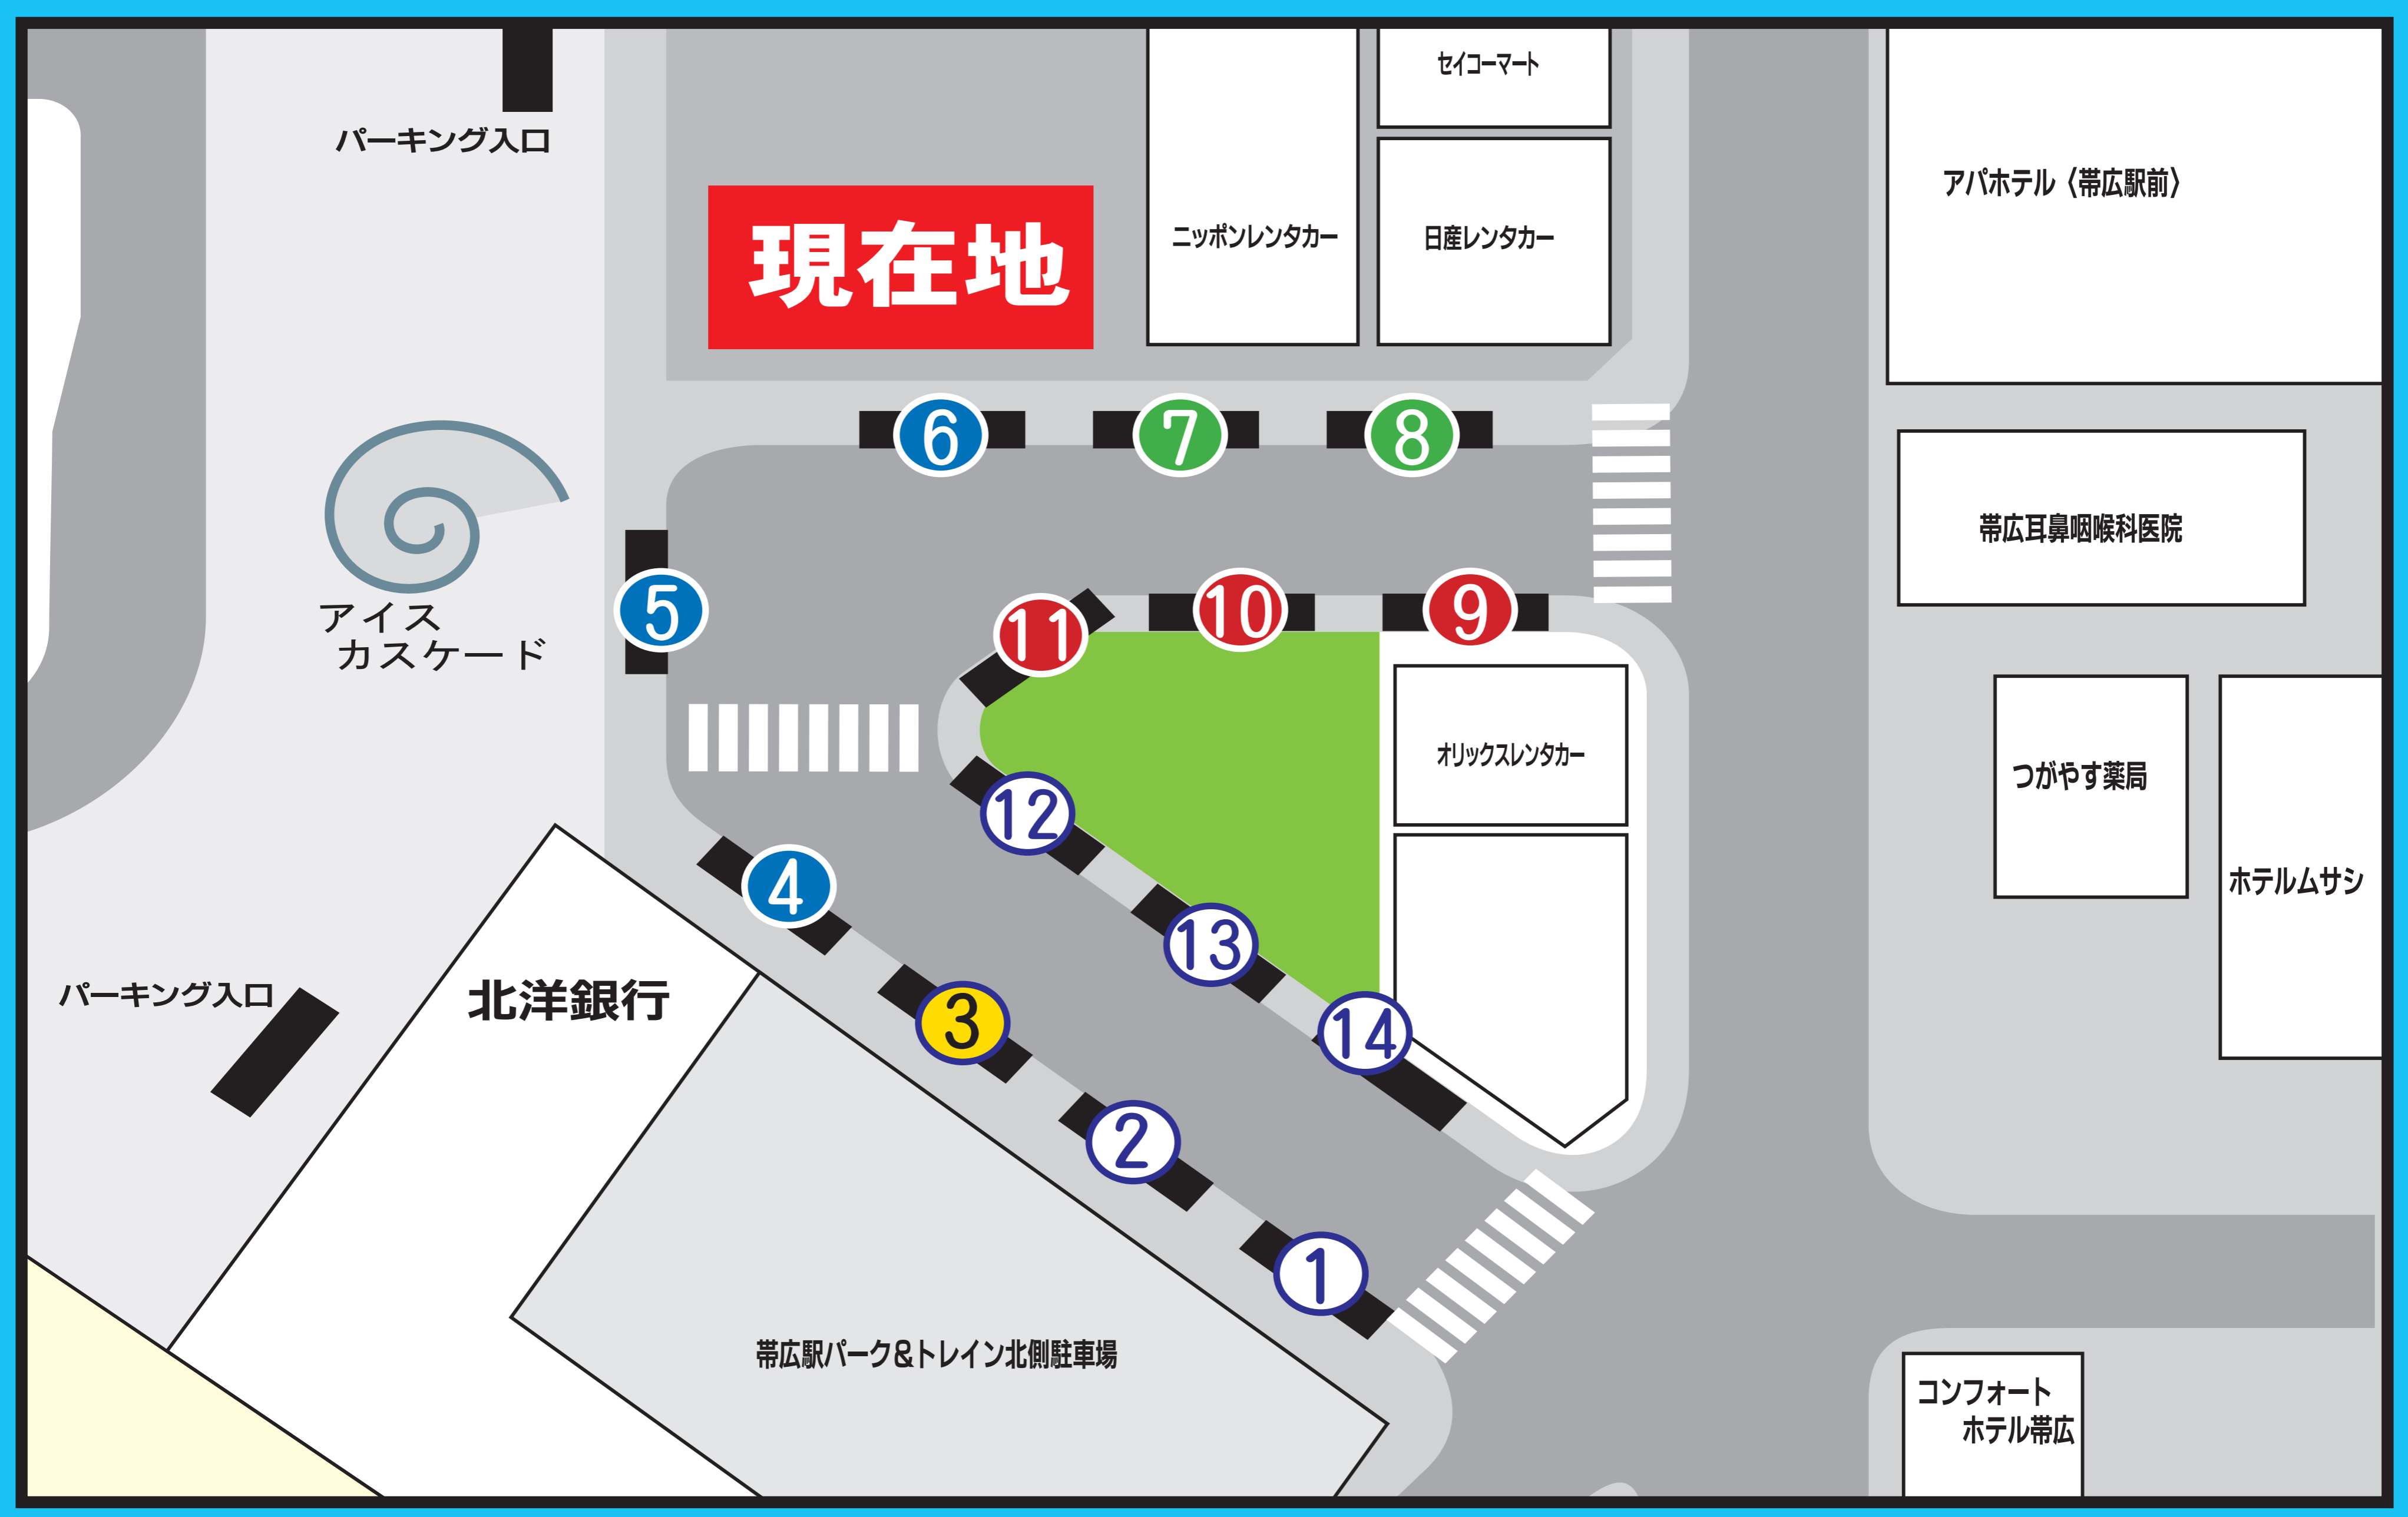 セイコーマート
パーキング入口
アパホテル〈帯広駅前〉
現在地
ニッポンレンタカー
日産レンタカー
6
7
8
帯広耳鼻咽喉科医院
5
11
10
9
アイス
カスケード
オリックスレンタカー
つがやす薬局
12
4
ホテルムサシ
13
パーキング入口
北洋銀行
3
14
2
1
帯広駅パーク&トレイン北側駐車場
コンフォート
ホテル帯広